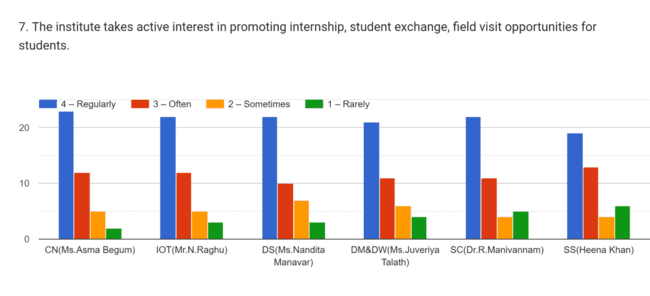 7. The institute takes active interest in promoting internship, student exchange, field visit opportunities for
students.
4 – Regularly 3 – Often 2 – Sometimes 1 – Rarely
20
10
0
CN(Ms.Asma Begum) IOT(Mr.N.Raghu) DS(Ms.Nandita DM&DW(Ms.Juveriya SC(Dr.R.Manivannam) SS(Heena Khan)
Manavar) Talath)